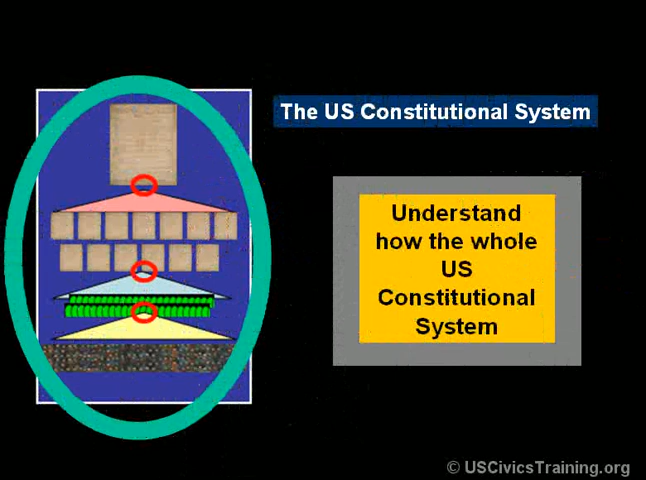 The US Constitutional System
Understand
how the whole
US
Constitutional
System
© USCivicsTraining.org